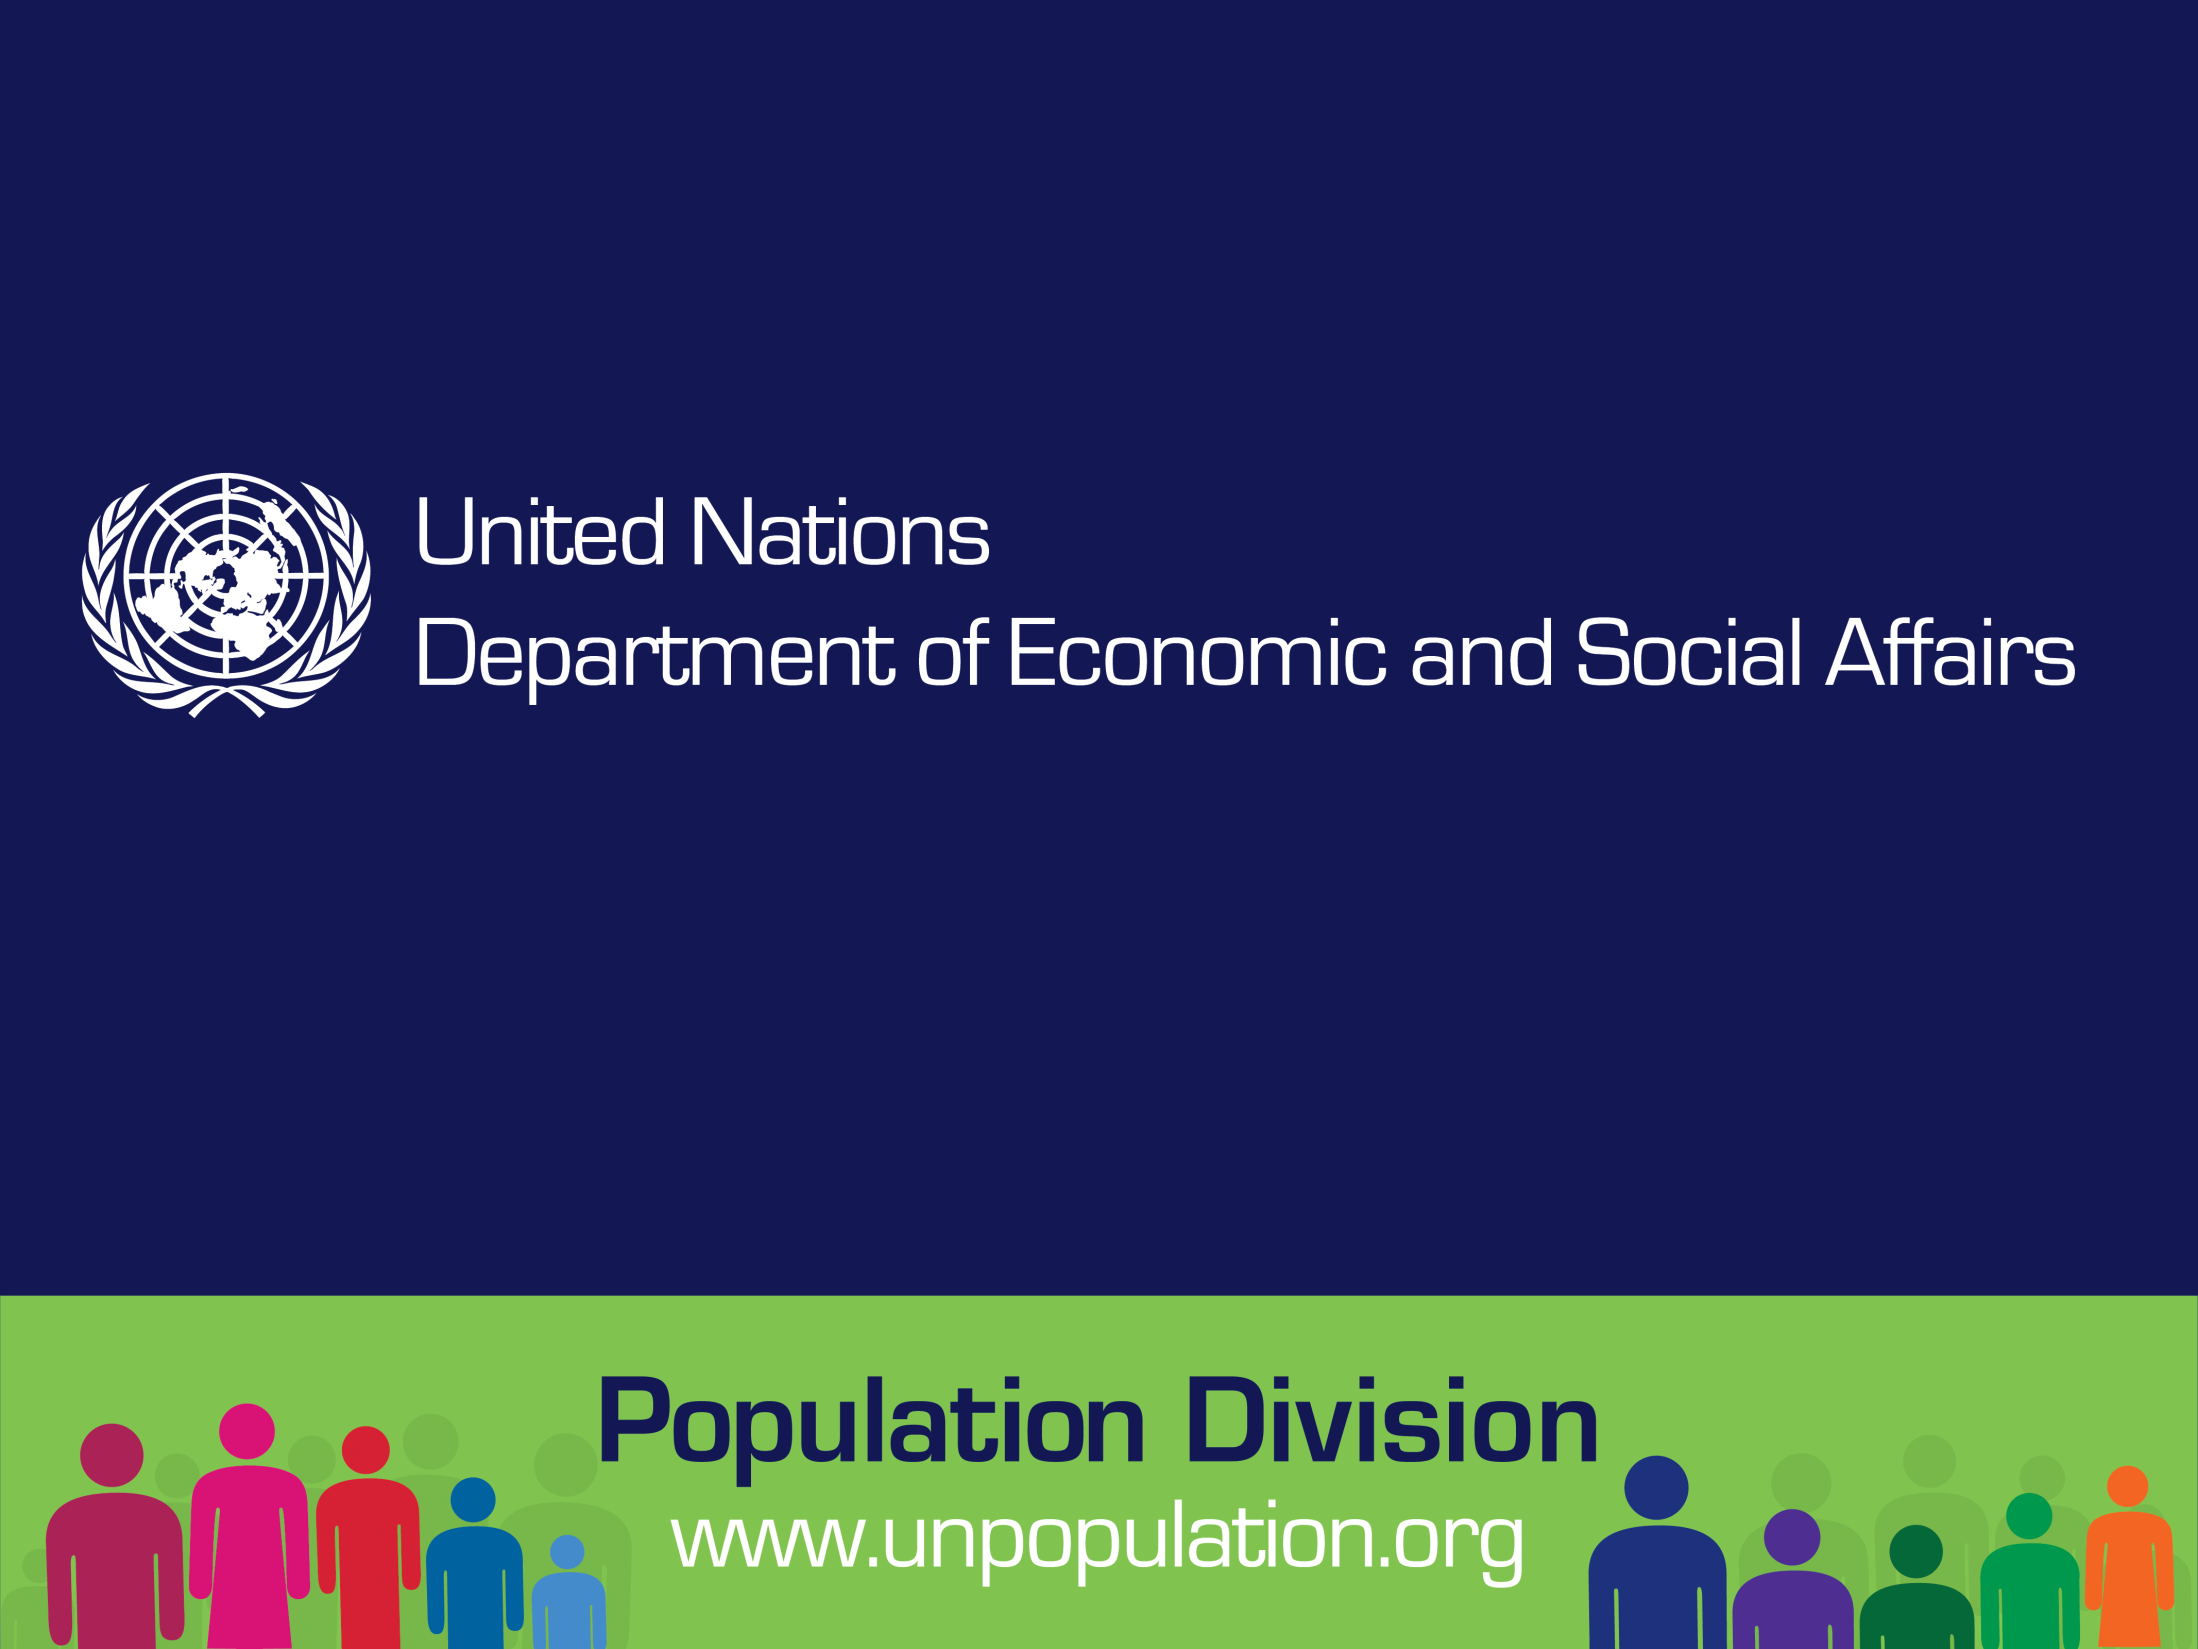 United Nations
Department of Economic and Social Affairs
Population Division
www.unpopulation.org